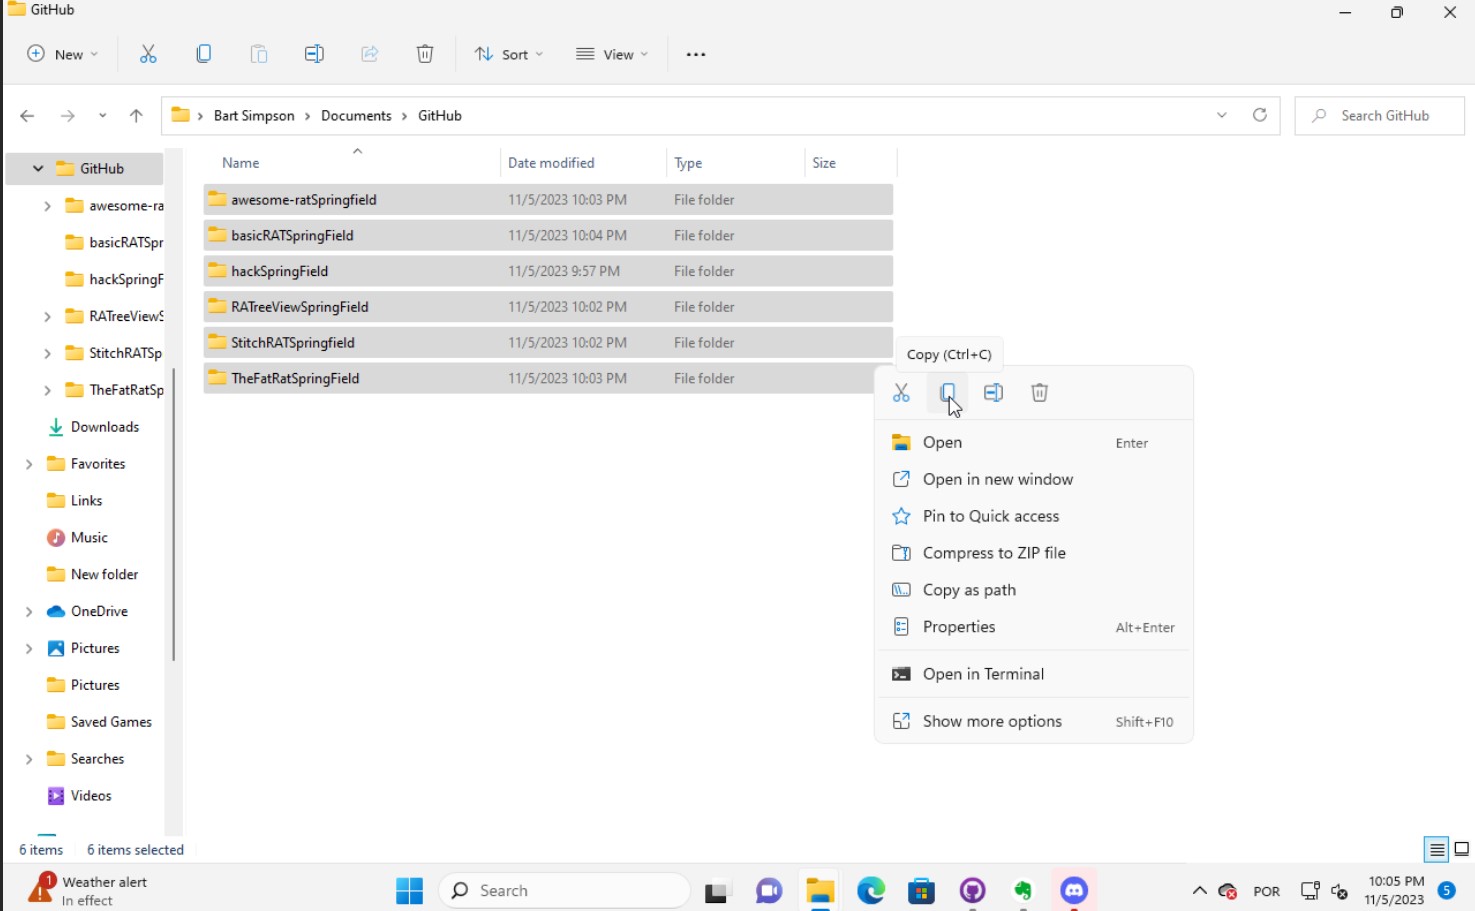 GitHub
New
Sort
View
Bart Simpson
Documents
GitHub
Search GitHub
GitHub
awesome-ra
basicRATSpr
hackSpringF
RATreeViewS
StitchRATSp
TheFatRatSp
Downloads
Favorites
Links
Music
New folder
OneDrive
Pictures
Pictures
Saved Games
Searches
Videos
Name Date modified Type Size
awesome-ratSpringfield 11/5/2023 10:03 PM File folder
basicRATSpringField 11/5/2023 10:04 PM File folder
hackSpringField 11/5/2023 9:57 PM File folder
RATreeViewSpringField 11/5/2023 10:02 PM File folder
StitchRATSpringfield 11/5/2023 10:02 PM File folder
TheFatRatSpringField 11/5/2023 10:03 PM File folder
Copy (Ctrl+C)
Open Enter
Open in new window
Pin to Quick access
Compress to ZIP file
Copy as path
Properties Alt+Enter
Open in Terminal
Show more options Shift+F10
6 items 6 items selected
1
Weather alert
In effect
Search
POR
10:05 PM
11/5/2023
5